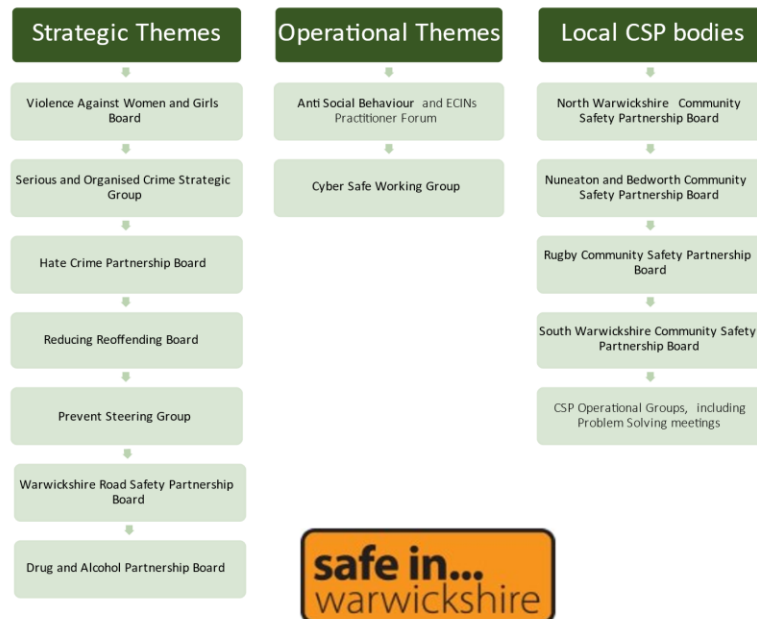 Strategic Themes
Violence Against Women and Girls
Board
Serious and Organised Crime Strategic
Group
Hate Crime Partnership Board
Reducing Reoffending Board
Prevent Steering Group
Warwickshire Road Safety Partnership
Board
Drug and Alcohol Partnership Board
Operational Themes
Anti Social Behaviour and ECINs
Practitioner Forum
Cyber Safe Working Group
Local CSP bodies
North Warwickshire Community
Safety Partnership Board
Nuneaton and Bedworth Community
Safety Partnership Board
Rugby Community Safety Partnership
Board
South Warwickshire Community Safety
Partnership Board
CSP Operational Groups, including
Problem Solving meetings
safe in...
warwickshire